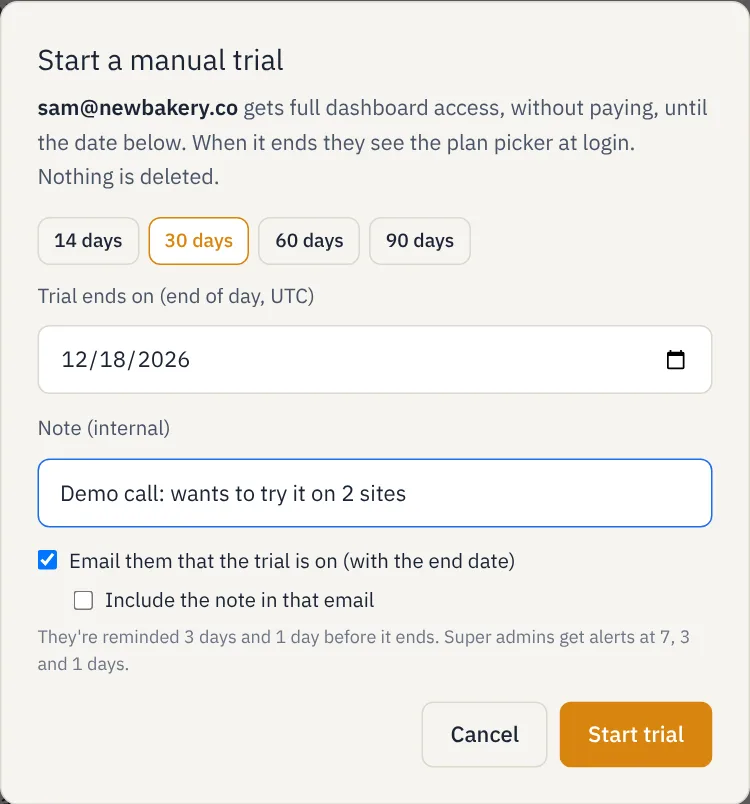 Start a manual trial
sam@newbakery.co gets full dashboard access, without paying, until
the date below. When it ends they see the plan picker at login.
Nothing is deleted.
14 days 30 days 60 days 90 days
Trial ends on (end of day, UTC)
12/18/2026
Note (internal)
Demo call: wants to try it on 2 sites
Email them that the trial is on (with the end date)
Include the note in that email
They're reminded 3 days and 1 day before it ends. Super admins get alerts at 7, 3
and 1 days.
Cancel Start trial